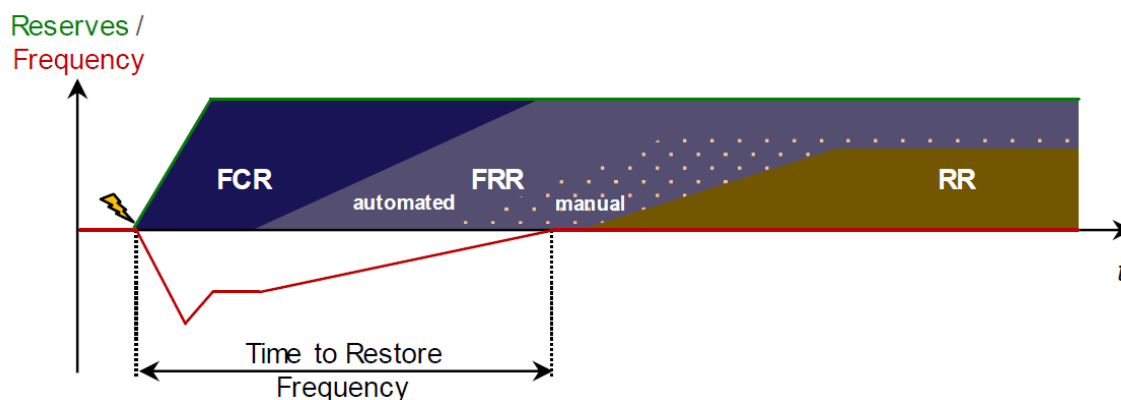 Reserves /
Frequency
FCR
FRR
RR
automated
manual
t
Time to Restore
Frequency